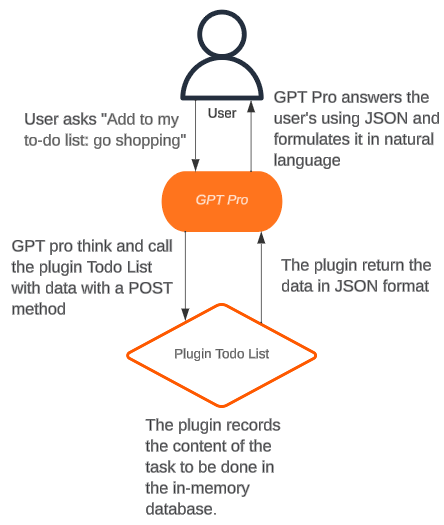 User
GPT Pro answers the
user's using JSON and
formulates it in natural
language
User asks "Add to my
to-do list: go shopping"
GPT Pro
GPT pro think and call
the plugin Todo List
with data with a POST
method
The plugin return the
data in JSON format
Plugin Todo List
The plugin records
the content of the
task to be done in
the in-memory
database.